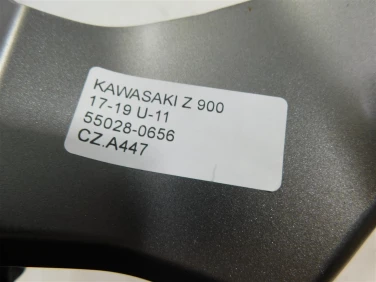 KAWASAKI Z 900
17-19 U-11
55028-0656
CZ.A447